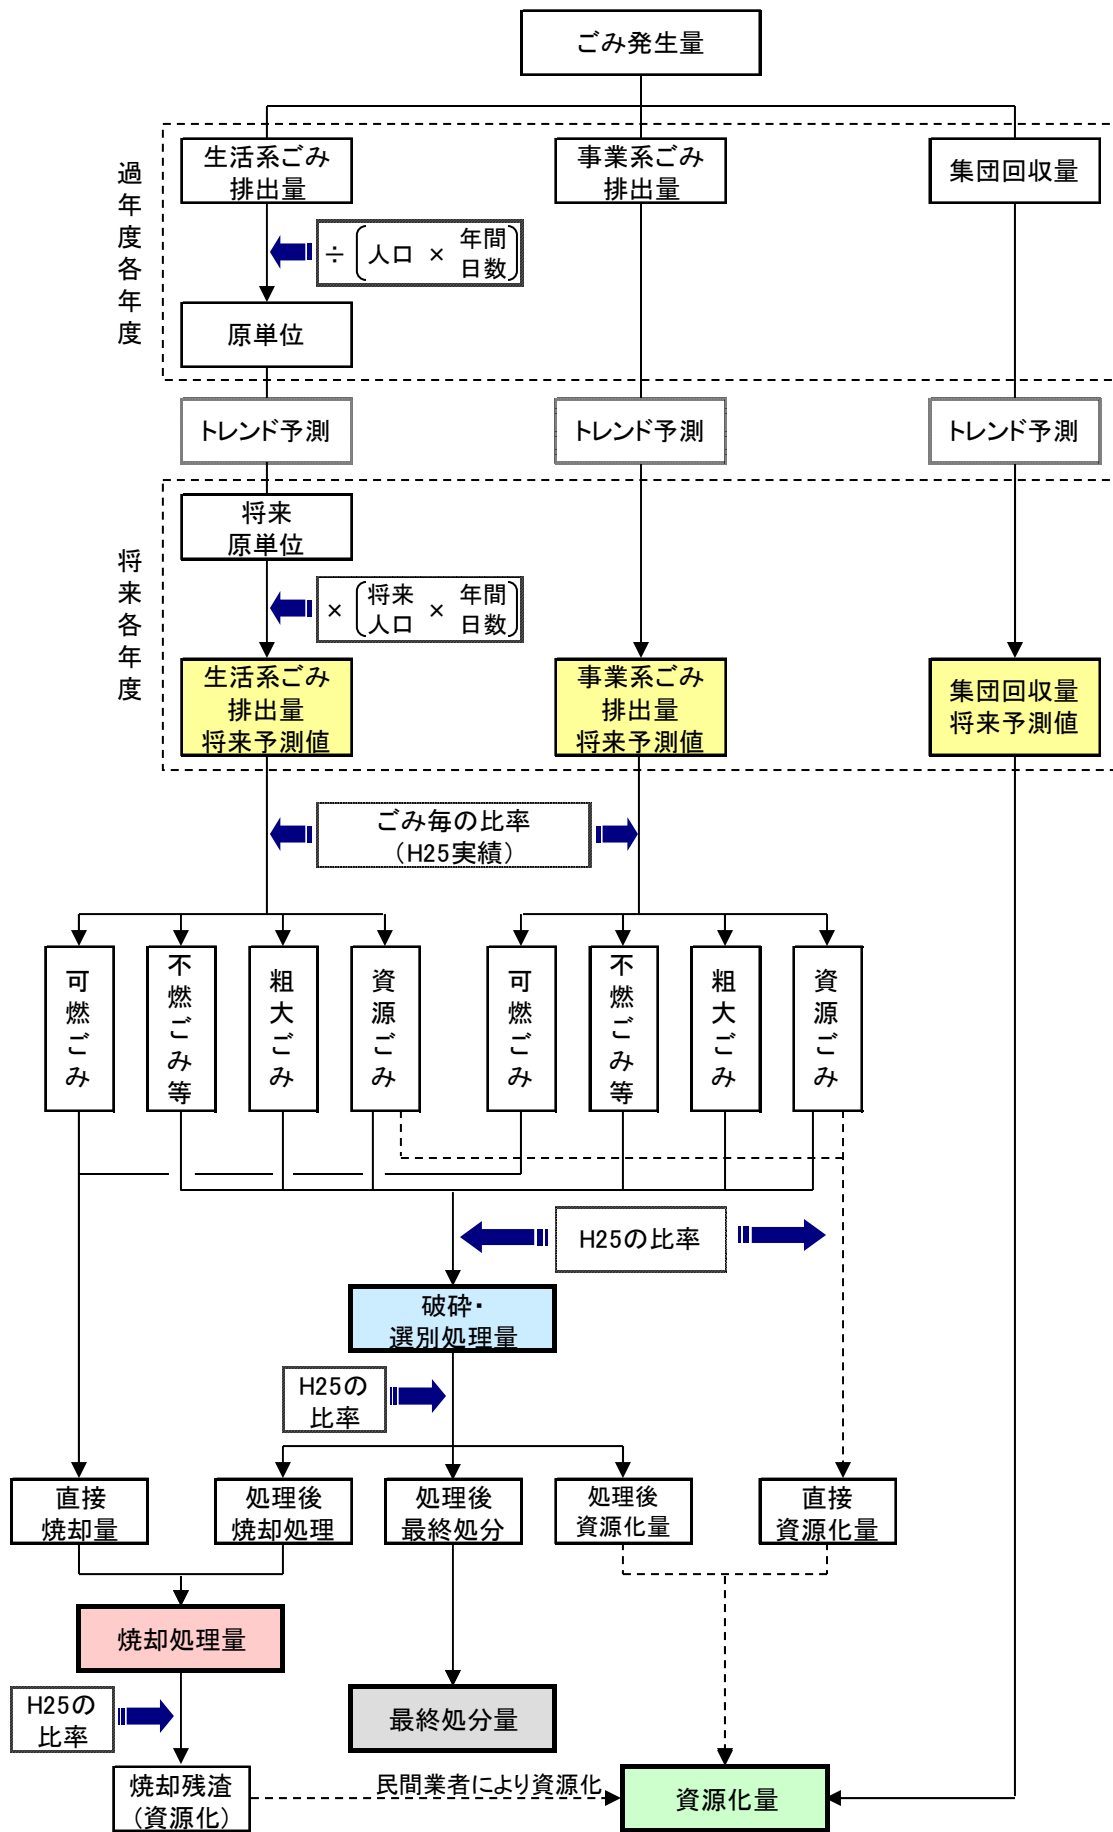 ごみ発生量
過年度各年度
生活系ごみ
排出量
事業系ごみ
排出量
集団回収量
÷(人口 × 年間
日数)
原単位
トレンド予測
トレンド予測
トレンド予測
将来各年度
将来
原単位
×(将来
人口 × 年間
日数)
生活系ごみ
排出量
将来予測値
事業系ごみ
排出量
将来予測値
集団回収量
将来予測値
ごみ毎の比率
(H25実績)
可燃ごみ
不燃ごみ等
粗大ごみ
資源ごみ
可燃ごみ
不燃ごみ等
粗大ごみ
資源ごみ
H25の比率
破砕・
選別処理量
H25の
比率
直接
焼却量
処理後
焼却処理
処理後
最終処分
処理後
資源化量
直接
資源化量
焼却処理量
H25の
比率
最終処分量
焼却残渣
(資源化)
民間業者により資源化
資源化量